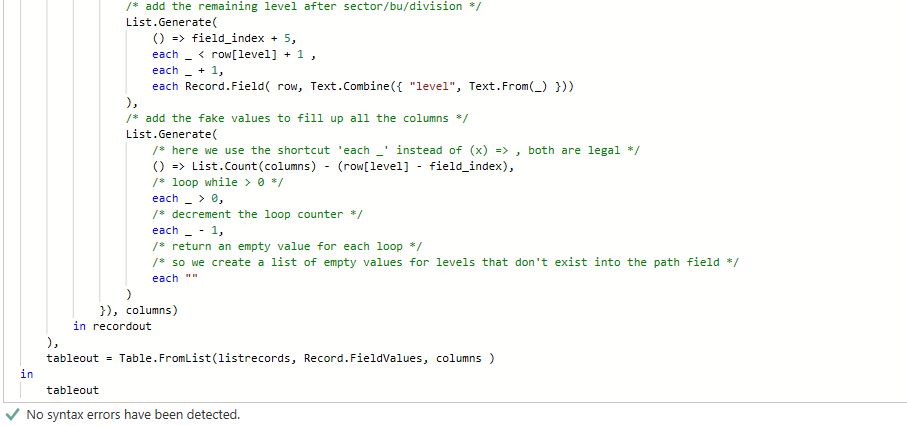 /* add the remaining level after sector/bu/division */
List.Generate(
() => field_index + 5,
each _ < row[level] + 1 ,
each _ + 1,
each Record.Field( row, Text.Combine({ "level", Text.From(_) }))
),
/* add the fake values to fill up all the columns */
List.Generate(
/* here we use the shortcut 'each _' instead of (x) => , both are legal */
() => List.Count(columns) - (row[level] - field_index),
/* loop while > 0 */
each _ > 0,
/* decrement the loop counter */
each _ - 1,
/* return an empty value for each loop */
/* so we create a list of empty values for levels that don't exist into the path field */
each ""
)
}), columns)
in recordout
),
tableout = Table.FromList(listrecords, Record.FieldValues, columns )
in
tableout
No syntax errors have been detected.